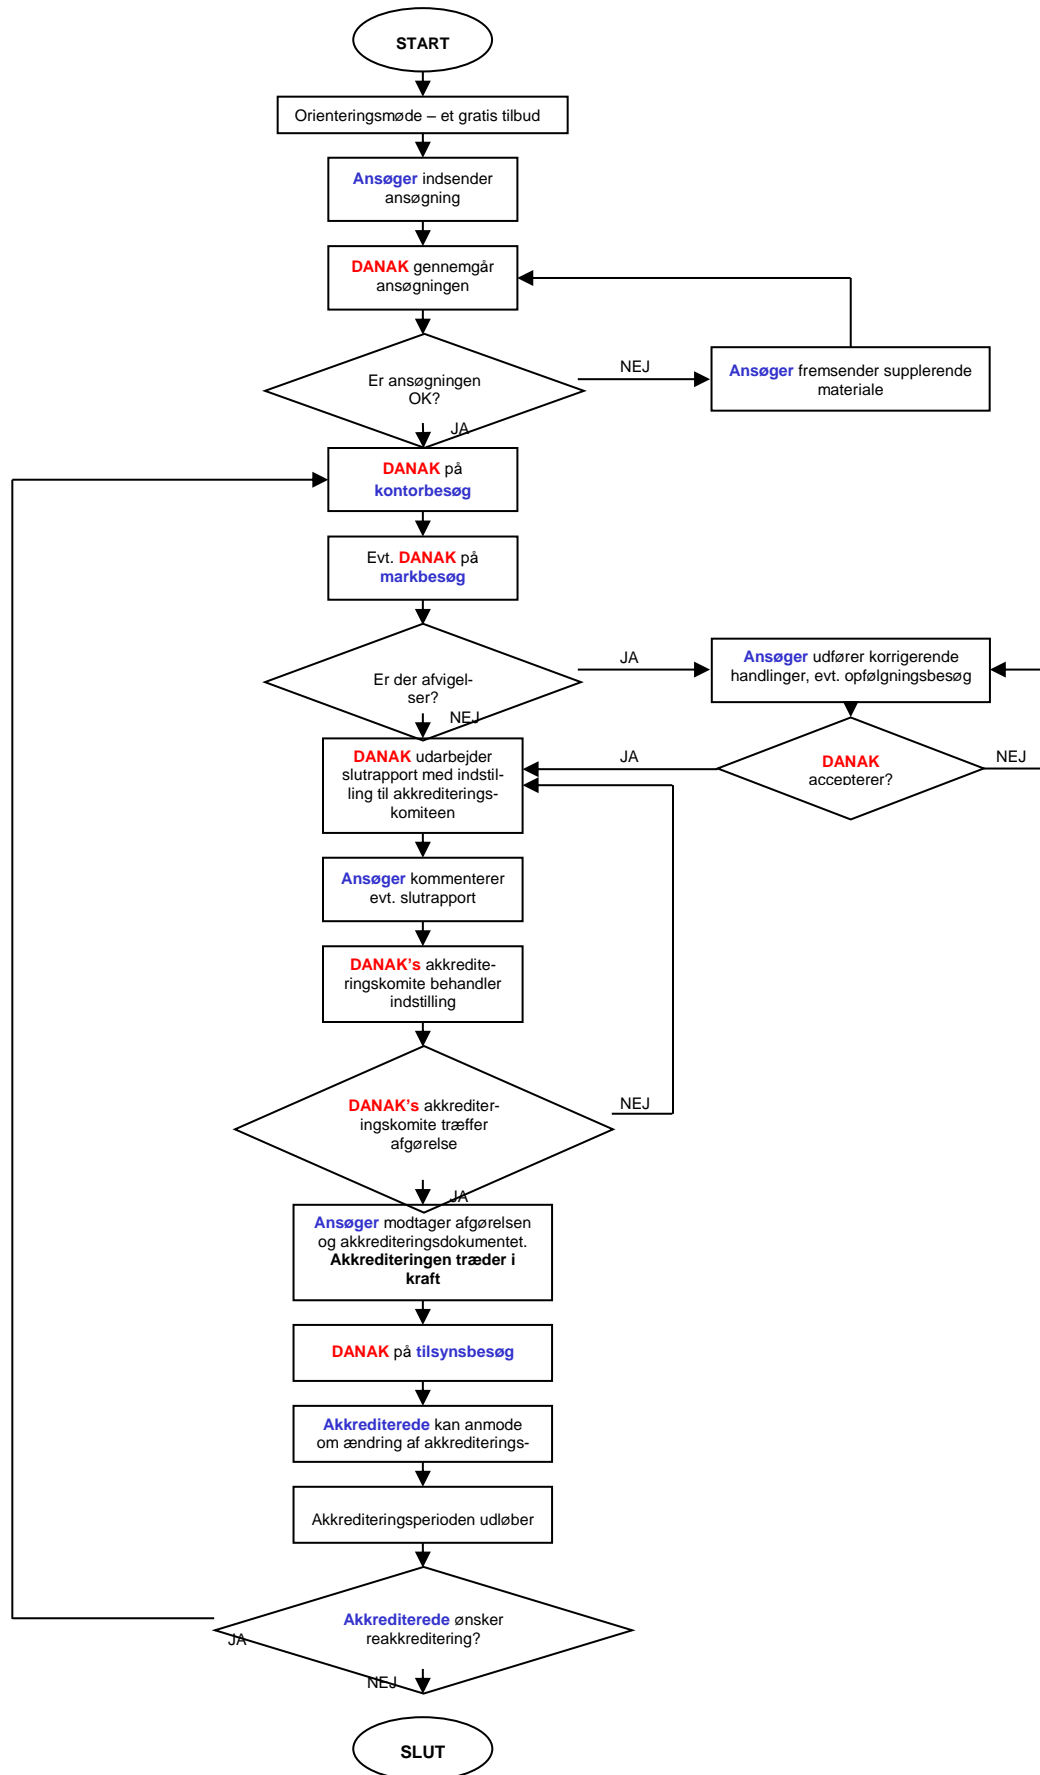 START
Orienteringsmøde – et gratis tilbud
Ansøger indsender
ansøgning
DANAK gennemgår
ansøgningen
Er ansøgningen
OK?
NEJ
Ansøger fremsender supplerende
materiale
JA
DANAK på
kontorbesøg
Evt. DANAK på
markbesøg
Er der afvigel-
ser?
JA
Ansøger udfører korrigerende
handlinger, evt. opfølgningsbesøg
NEJ
DANAK
accepterer?
JA
NEJ
DANAK udarbejder
slutrapport med indstil-
ling til akkrediterings-
komiteen
Ansøger kommenterer
evt. slutrapport
DANAK's akkredite-
ringskomite behandler
indstilling
DANAK's akkrediter-
ingskomite træffer
afgørelse
NEJ
JA
Ansøger modtager afgørelsen
og akkrediteringsdokumentet.
Akkrediteringen træder i
kraft
DANAK på tilsynsbesøg
Akkrediterede kan anmode
om ændring af akkrediterings-
Akkrediteringsperioden udløber
Akkrediterede ønsker
reakkreditering?
JA
NEJ
SLUT